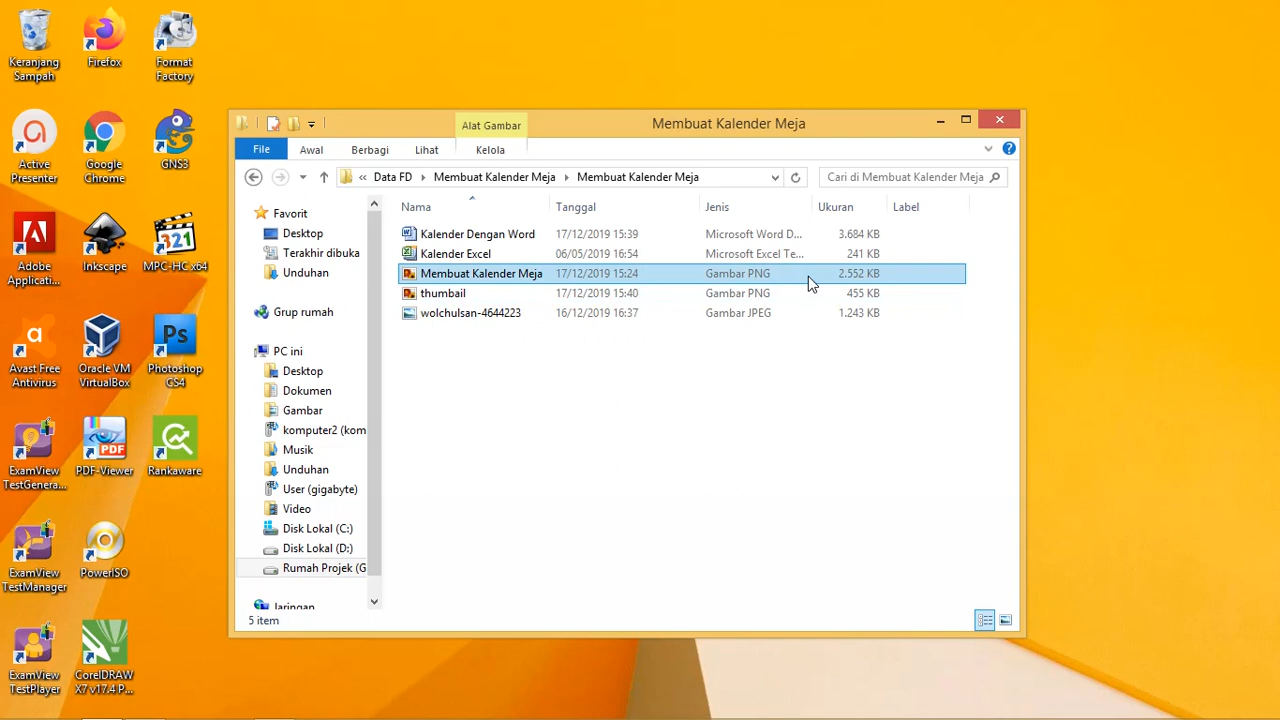 Keranjang
Sampah
Firefox
Format
Factory
Active
Presenter
Google
Chrome
GNS3
Adobe
Applicati...
Inkscape
321
MPC-HC x64
Avast Free
Antivirus
Oracle VM
VirtualBox
Photoshop
CS4
ExamView
TestGenera...
PDF
PDF-Viewer
Rankaware
ExamView
TestManager
PowerISO
ExamView
TestPlayer
CorelDRAW
X7 v17.4 P...
Alat Gambar
Membuat Kalender Meja
File
Awal
Berbagi
Lihat
Kelola
Data FD
Membuat Kalender Meja
Membuat Kalender Meja
Cari di Membuat Kalender Meja
Nama
Tanggal
Jenis
Ukuran
Label
Kalender Dengan Word 17/12/2019 15:39 Microsoft Word D... 3.684 KB
Kalender Excel 06/05/2019 16:54 Microsoft Excel Te... 241 KB
Membuat Kalender Meja 17/12/2019 15:24 Gambar PNG 2.552 KB
thumbail 17/12/2019 15:40 Gambar PNG 455 KB
wolchulsan-4644223 16/12/2019 16:37 Gambar JPEG 1.243 KB
Favorit
Desktop
Terakhir dibuka
Unduhan
Grup rumah
PC ini
Desktop
Dokumen
Gambar
komputer2 (kom
Musik
Unduhan
User (gigabyte)
Video
Disk Lokal (C:)
Disk Lokal (D:)
Rumah Projek (G
Jaringan
5 item